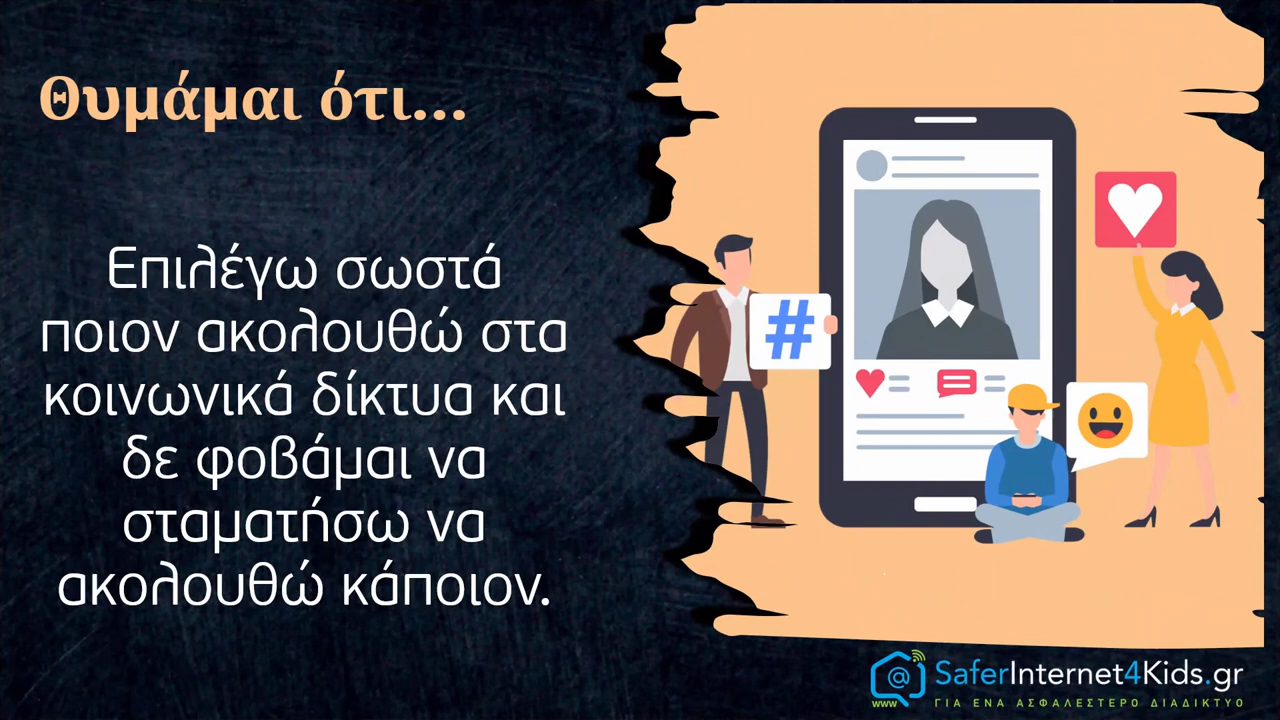 Θυμάμαι ότι...
Επιλέγω σωστά
ποιον ακολουθώ στα
κοινωνικά δίκτυα και
δε φοβάμαι να
σταματήσω να
ακολουθώ κάποιον.
#
@
www
SaferInternet4Kids.gr
ΓΙΑ ΕΝΑ ΑΣΦΑΛΕΣΤΕΡΟ ΔΙΑΔΙΚΤΥΟ